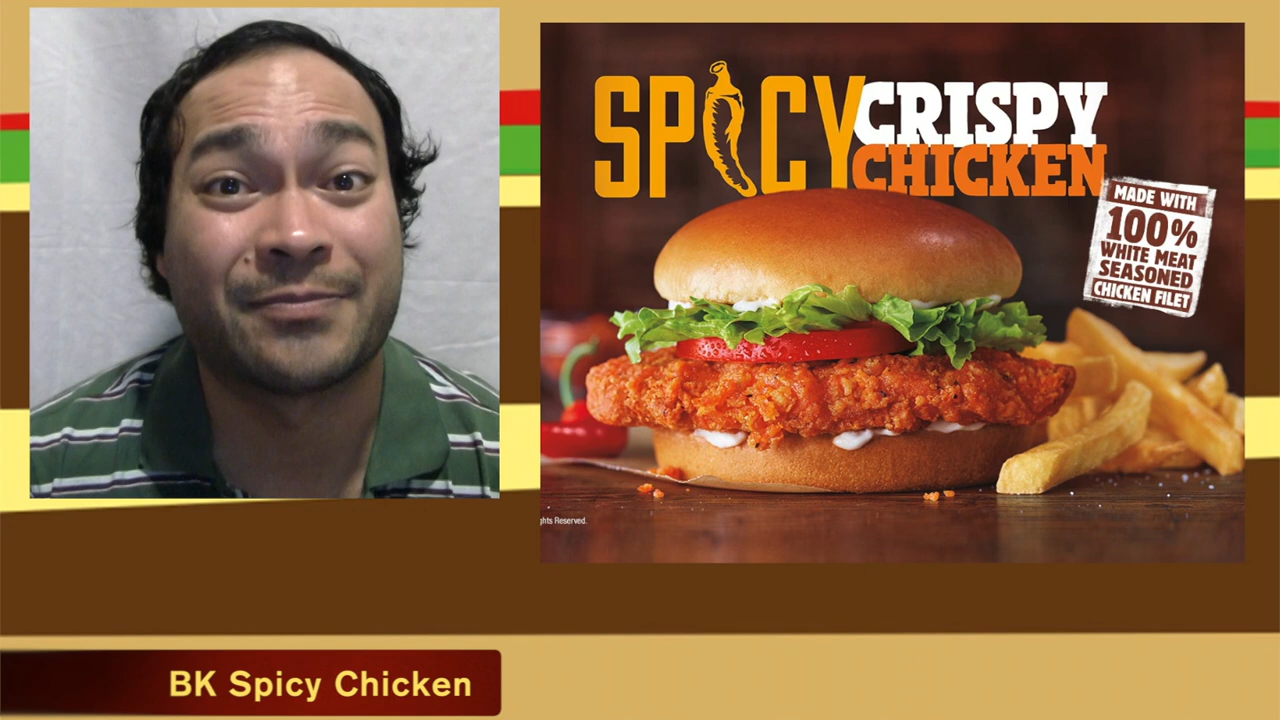 SPICY CRISPY
CHICKEN
MADE WITH
100%
WHITE MEAT
SEASONED
CHICKEN FILET
ghts Reserved.
BK Spicy Chicken